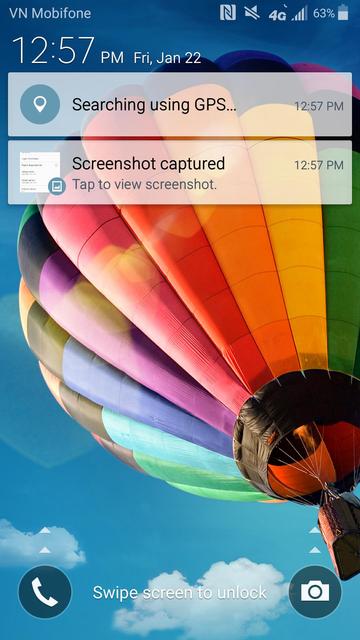 VN Mobifone 4G 63%
12:57 PM Fri, Jan 22
Searching using GPS... 12:57 PM
Screenshot captured 12:57 PM
Tap to view screenshot.
Swipe screen to unlock